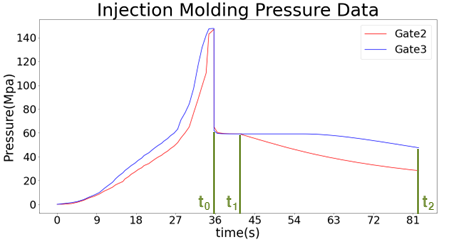 Injection Molding Pressure Data
Gate2
Gate3
Pressure(Mpa)
140
120
100
80
60
40
20
0
t0 t1 t2
0 9 18 27 36 45 54 63 72 81
time(s)